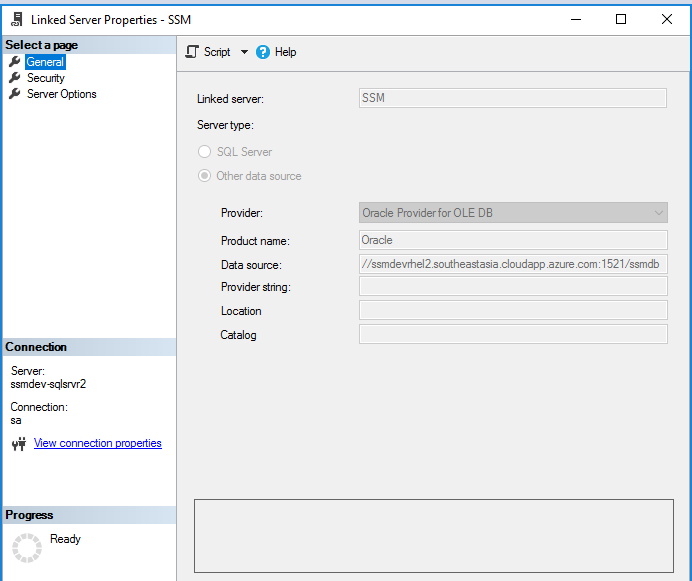 Linked Server Properties - SSM
Select a page
General
Security
Server Options
Script
Help
Linked server:
SSM
Server type:
SQL Server
Other data source
Provider:
Oracle Provider for OLE DB
Product name:
Oracle
Data source:
//ssmdevrhel2.southeastasia.cloudapp.azure.com:1521/ssmdb
Provider string:
Location
Catalog
Connection
Server:
ssmdev-sqlsrvr2
Connection:
sa
View connection properties
Progress
Ready